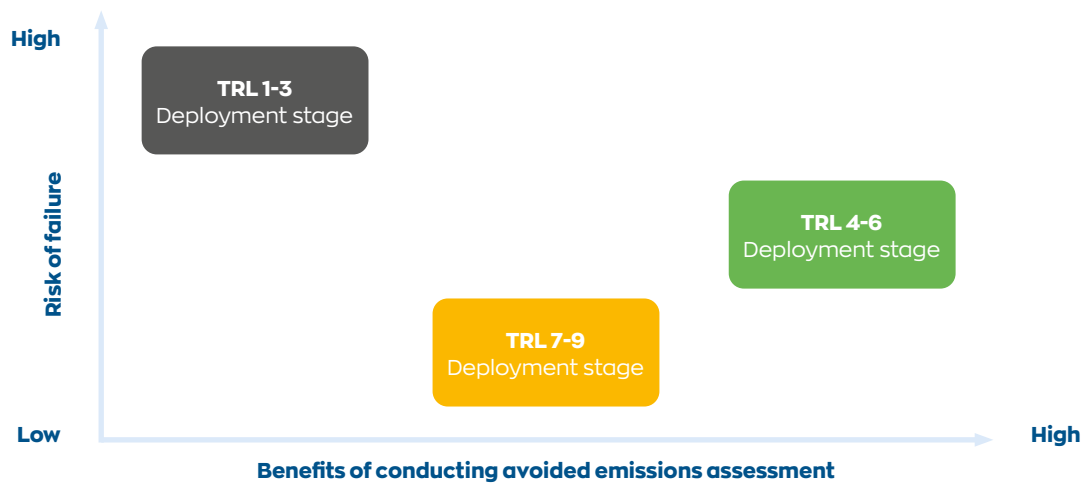 High
TRL 1-3
Deployment stage
Risk of failure
TRL 4-6
Deployment stage
TRL 7-9
Deployment stage
Low
High
Benefits of conducting avoided emissions assessment